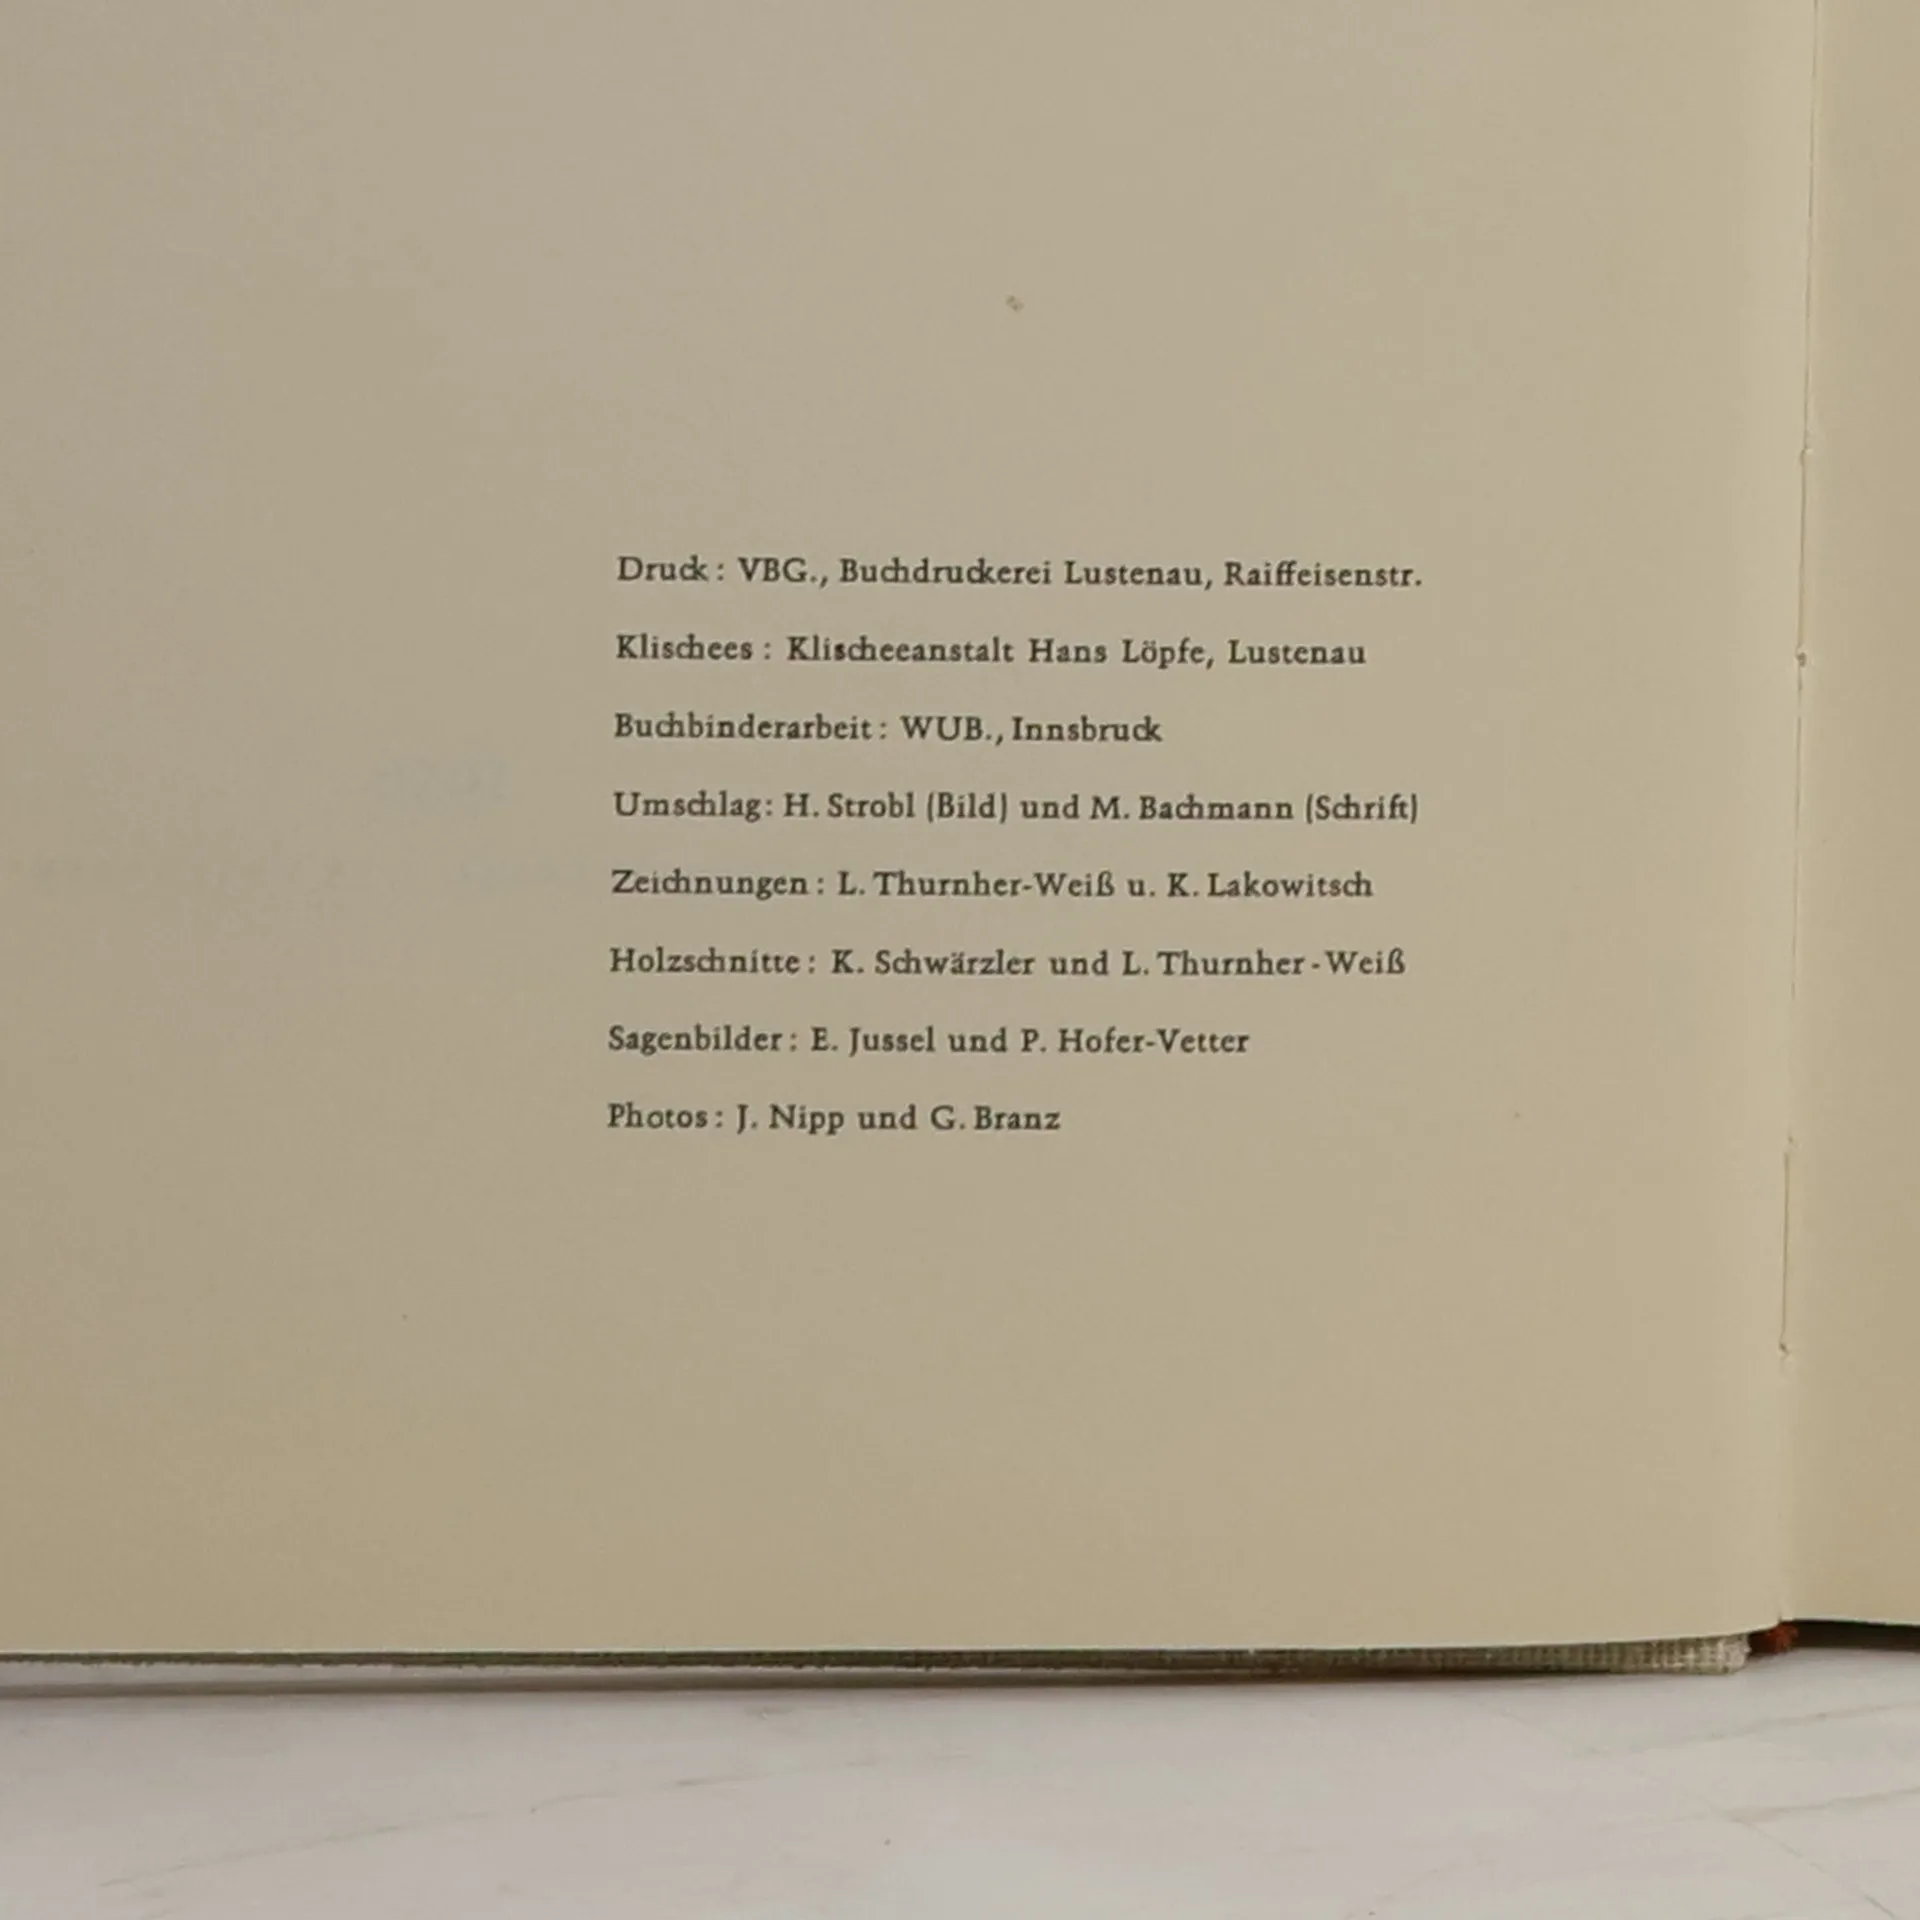 Druck: VBG., Buchdruckerei Lustenau, Raiffeisenstr.
Klischees: Klischeeanstalt Hans Löpfe, Lustenau
Buchbinderarbeit: WUB., Innsbruck
Umschlag: H. Strobl (Bild) und M. Bachmann (Schrift)
Zeichnungen: L. Thurnher-Weiß u. K. Lakowitsch
Holzschnitte: K. Schwärzler und L. Thurnher-Weiß
Sagenbilder: E. Jussel und P. Hofer-Vetter
Photos: J. Nipp und G. Branz